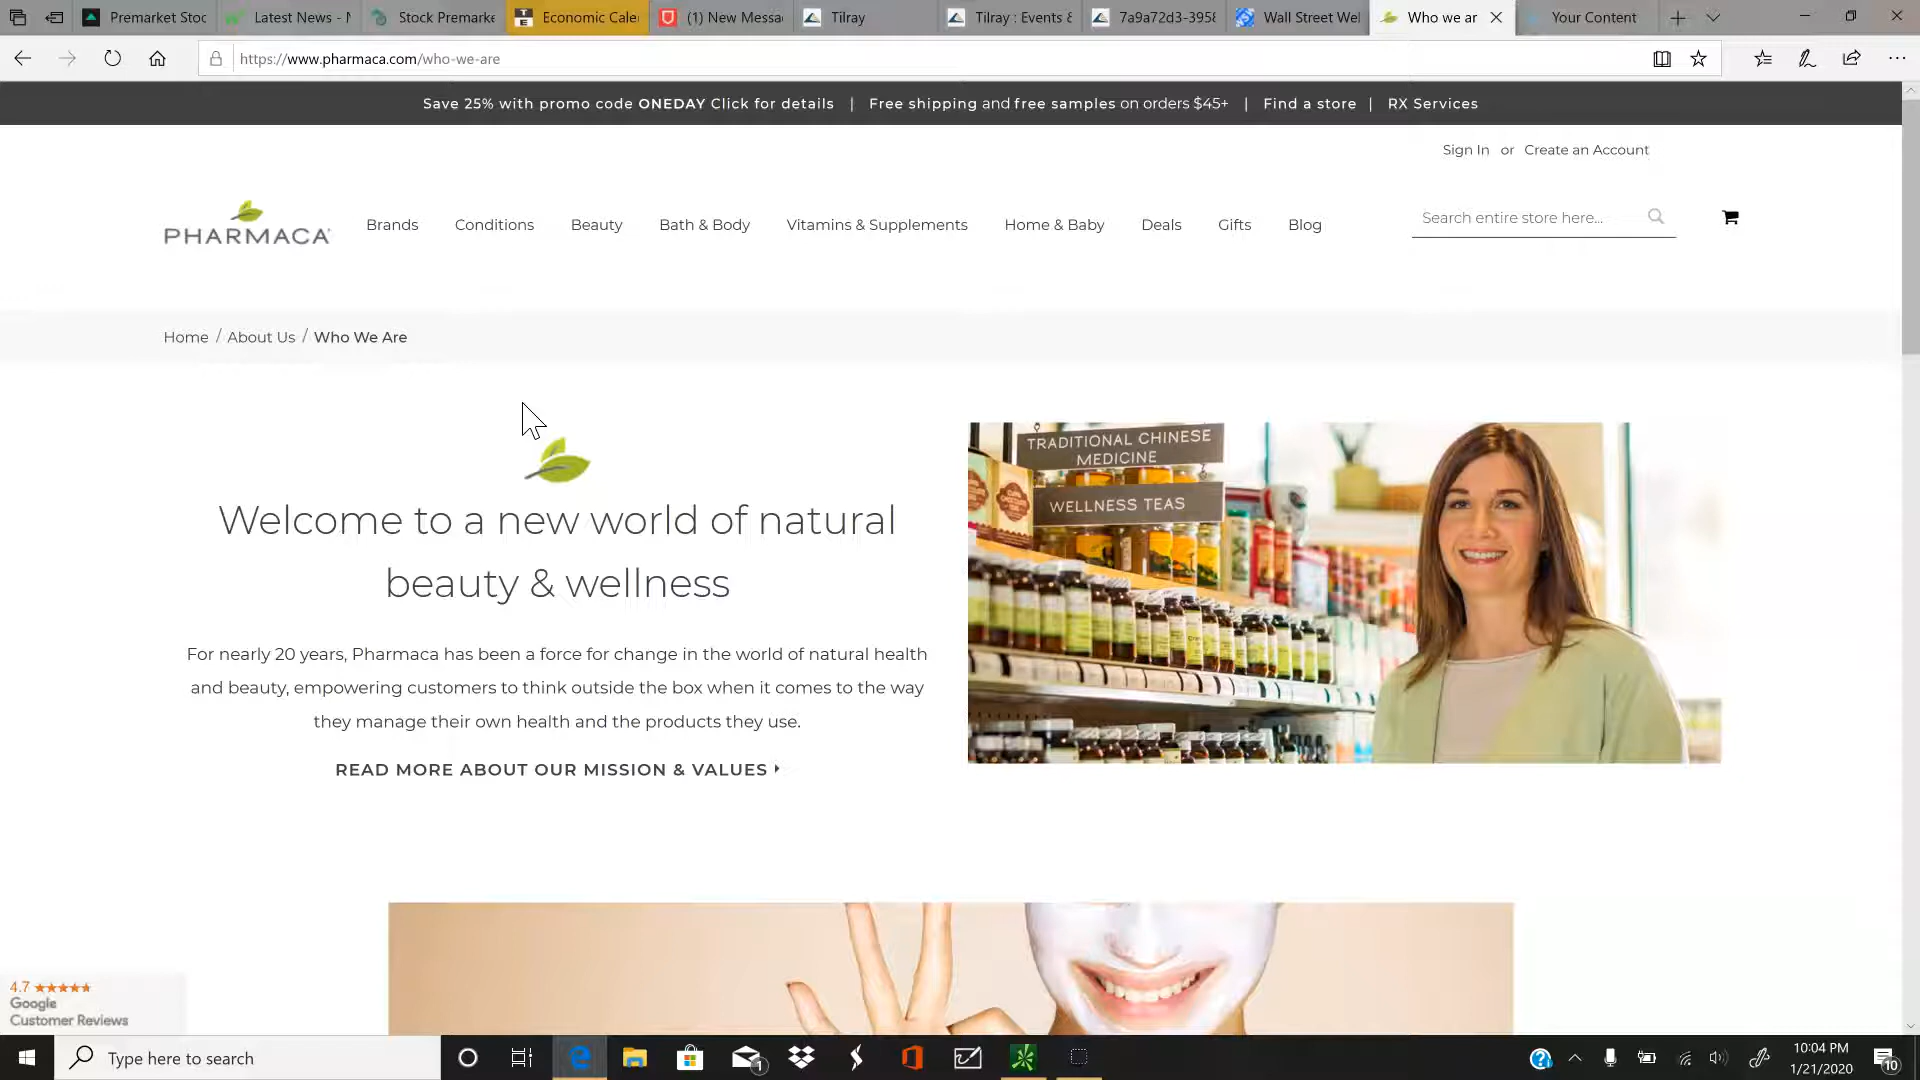 Premarket Stoc
Latest News - N
Stock Premarke
Economic Cale
(1) New Messa
Tilray
Tilray : Events &
7a9a72d3-3958
Wall Street Wel
Who we ar
Your Content
https://www.pharmaca.com/who-we-are
Save 25% with promo code ONEDAY Click for details | Free shipping and free samples on orders $45+ | Find a store | RX Services
Sign In or Create an Account
PHARMACA
Brands
Conditions
Beauty
Bath & Body
Vitamins & Supplements
Home & Baby
Deals
Gifts
Blog
Search entire store here...
Home / About Us / Who We Are
Welcome to a new world of natural
beauty & wellness
For nearly 20 years, Pharmaca has been a force for change in the world of natural health
and beauty, empowering customers to think outside the box when it comes to the way
they manage their own health and the products they use.
READ MORE ABOUT OUR MISSION & VALUES
TRADITIONAL CHINESE
MEDICINE
WELLNESS TEAS
4.7
Google
Customer Reviews
Type here to search
1
10:04 PM
1/21/2020
10